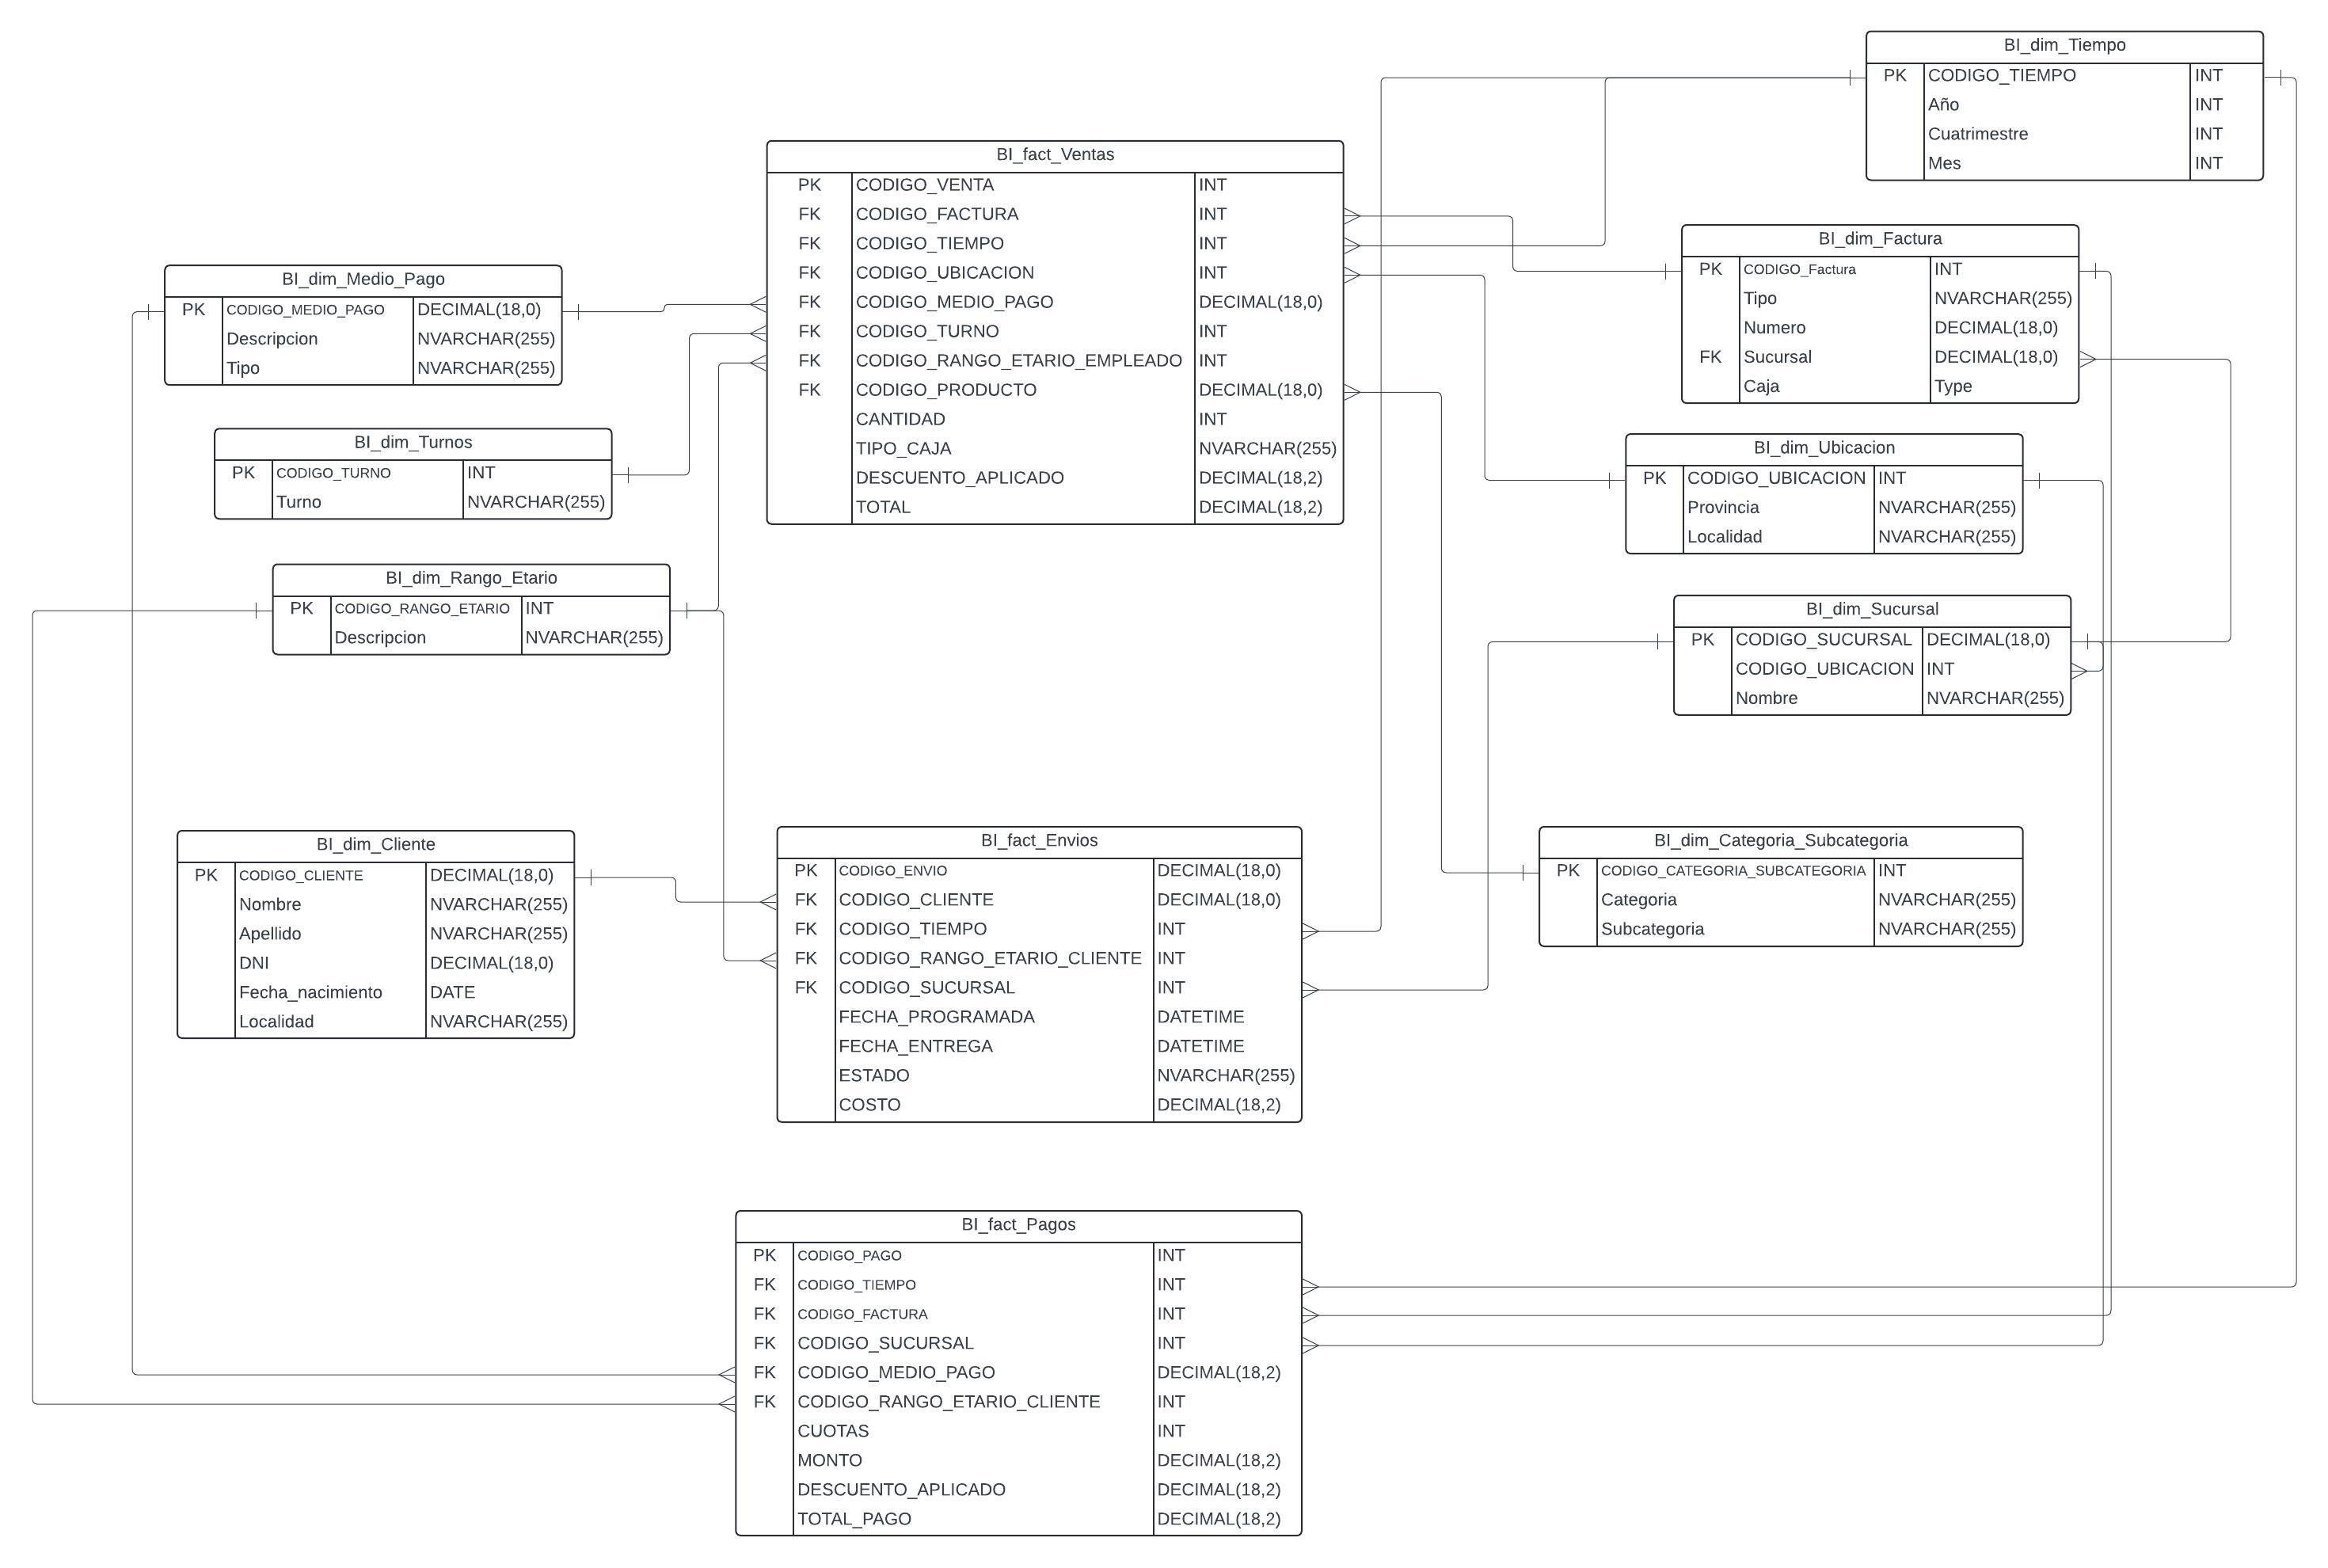 BI_dim_Tiempo
PK CODIGO_TIEMPO INT
Año INT
Cuatrimestre INT
Mes INT
BI_fact_Ventas
PK CODIGO_VENTA INT
FK CODIGO_FACTURA INT
FK CODIGO_TIEMPO INT
FK CODIGO_UBICACION INT
FK CODIGO_MEDIO_PAGO DECIMAL(18,0)
FK CODIGO_TURNO INT
FK CODIGO_RANGO_ETARIO_EMPLEADO INT
FK CODIGO_PRODUCTO DECIMAL(18,0)
CANTIDAD INT
TIPO_CAJA NVARCHAR(255)
DESCUENTO_APLICADO DECIMAL(18,2)
TOTAL DECIMAL(18,2)
BI_dim_Factura
PK CODIGO_Factura INT
Tipo NVARCHAR(255)
Numero DECIMAL(18,0)
FK Sucursal DECIMAL(18,0)
Caja Type
BI_dim_Medio_Pago
PK CODIGO_MEDIO_PAGO DECIMAL(18,0)
Descripcion NVARCHAR(255)
Tipo NVARCHAR(255)
BI_dim_Turnos
PK CODIGO_TURNO INT
Turno NVARCHAR(255)
BI_dim_Ubicacion
PK CODIGO_UBICACION INT
Provincia NVARCHAR(255)
Localidad NVARCHAR(255)
BI_dim_Rango_Etario
PK CODIGO_RANGO_ETARIO INT
Descripcion NVARCHAR(255)
BI_dim_Sucursal
PK CODIGO_SUCURSAL DECIMAL(18,0)
CODIGO_UBICACION INT
Nombre NVARCHAR(255)
BI_dim_Cliente
PK CODIGO_CLIENTE DECIMAL(18,0)
Nombre NVARCHAR(255)
Apellido NVARCHAR(255)
DNI DECIMAL(18,0)
Fecha_nacimiento DATE
Localidad NVARCHAR(255)
BI_fact_Envios
PK CODIGO_ENVIO DECIMAL(18,0)
FK CODIGO_CLIENTE DECIMAL(18,0)
FK CODIGO_TIEMPO INT
FK CODIGO_RANGO_ETARIO_CLIENTE INT
FK CODIGO_SUCURSAL INT
FECHA_PROGRAMADA DATETIME
FECHA_ENTREGA DATETIME
ESTADO NVARCHAR(255)
COSTO DECIMAL(18,2)
BI_dim_Categoria_Subcategoria
PK CODIGO_CATEGORIA_SUBCATEGORIA INT
Categoria NVARCHAR(255)
Subcategoria NVARCHAR(255)
BI_fact_Pagos
PK CODIGO_PAGO INT
FK CODIGO_TIEMPO INT
FK CODIGO_FACTURA INT
FK CODIGO_SUCURSAL INT
FK CODIGO_MEDIO_PAGO DECIMAL(18,2)
FK CODIGO_RANGO_ETARIO_CLIENTE INT
CUOTAS INT
MONTO DECIMAL(18,2)
DESCUENTO_APLICADO DECIMAL(18,2)
TOTAL_PAGO DECIMAL(18,2)